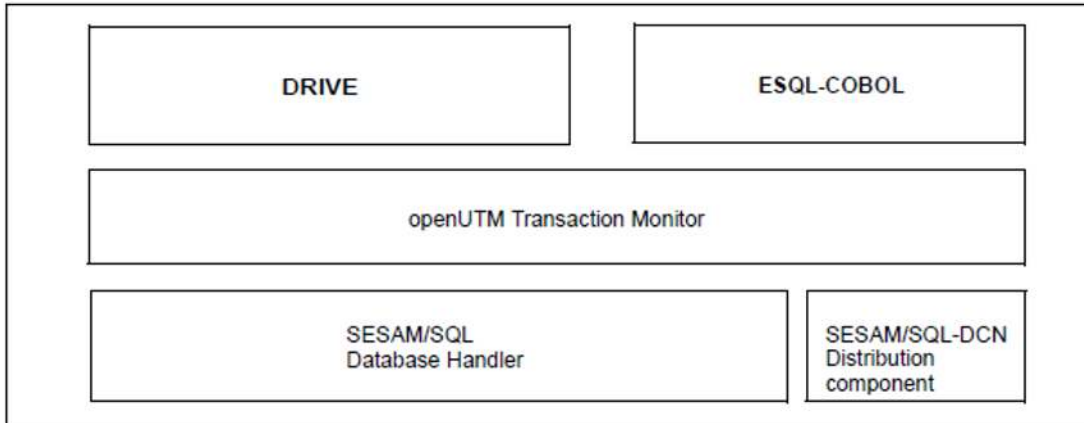 DRIVE
ESQL-COBOL
openUTM Transaction Monitor
SESAM/SQL
Database Handler
SESAM/SQL-DCN
Distribution
component